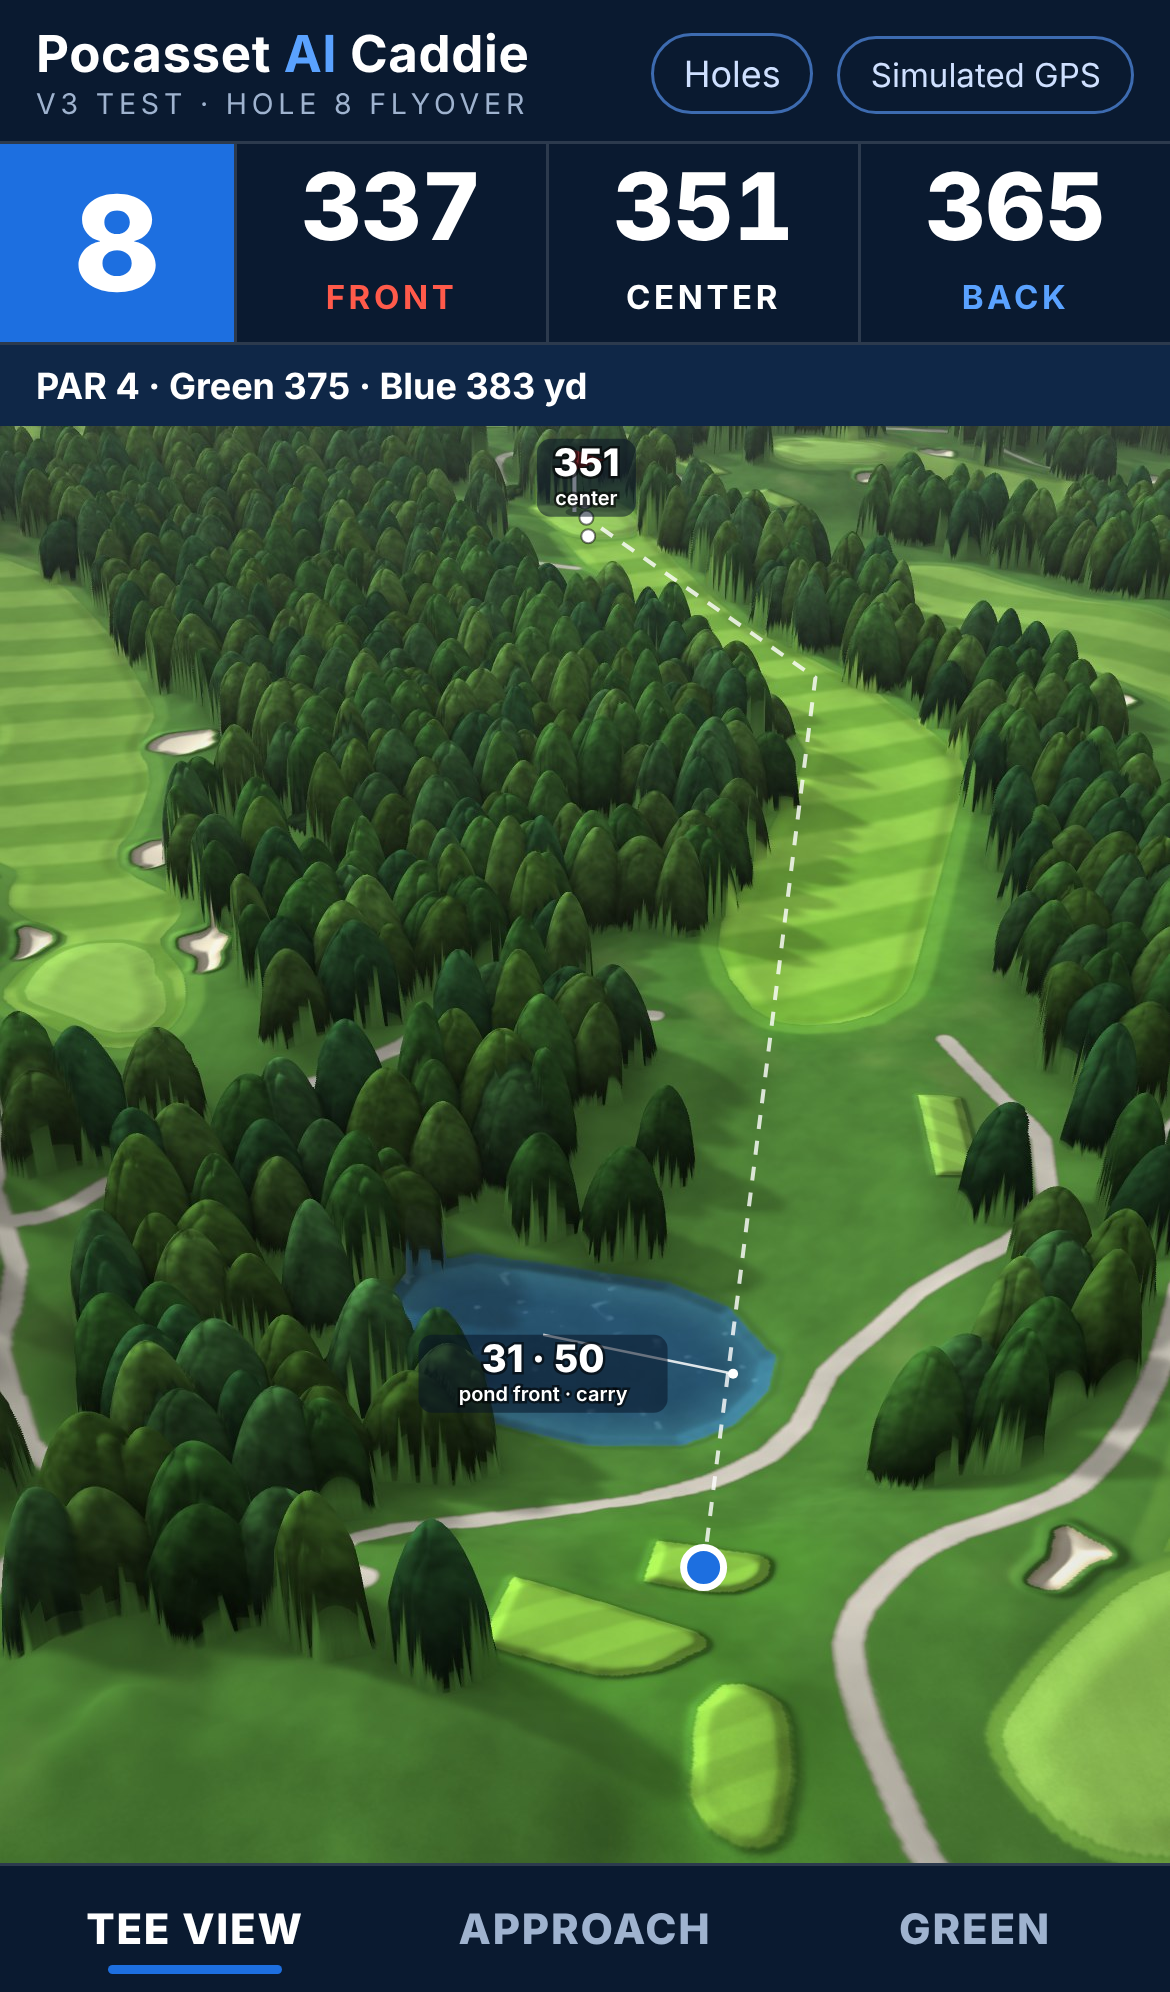 Pocasset AI Caddie
V3 TEST · HOLE 8 FLYOVER
Holes
Simulated GPS
8
337
FRONT
351
CENTER
365
BACK
PAR 4 · Green 375 · Blue 383 yd
351
center
31 · 50
pond front · carry
TEE VIEW
APPROACH
GREEN